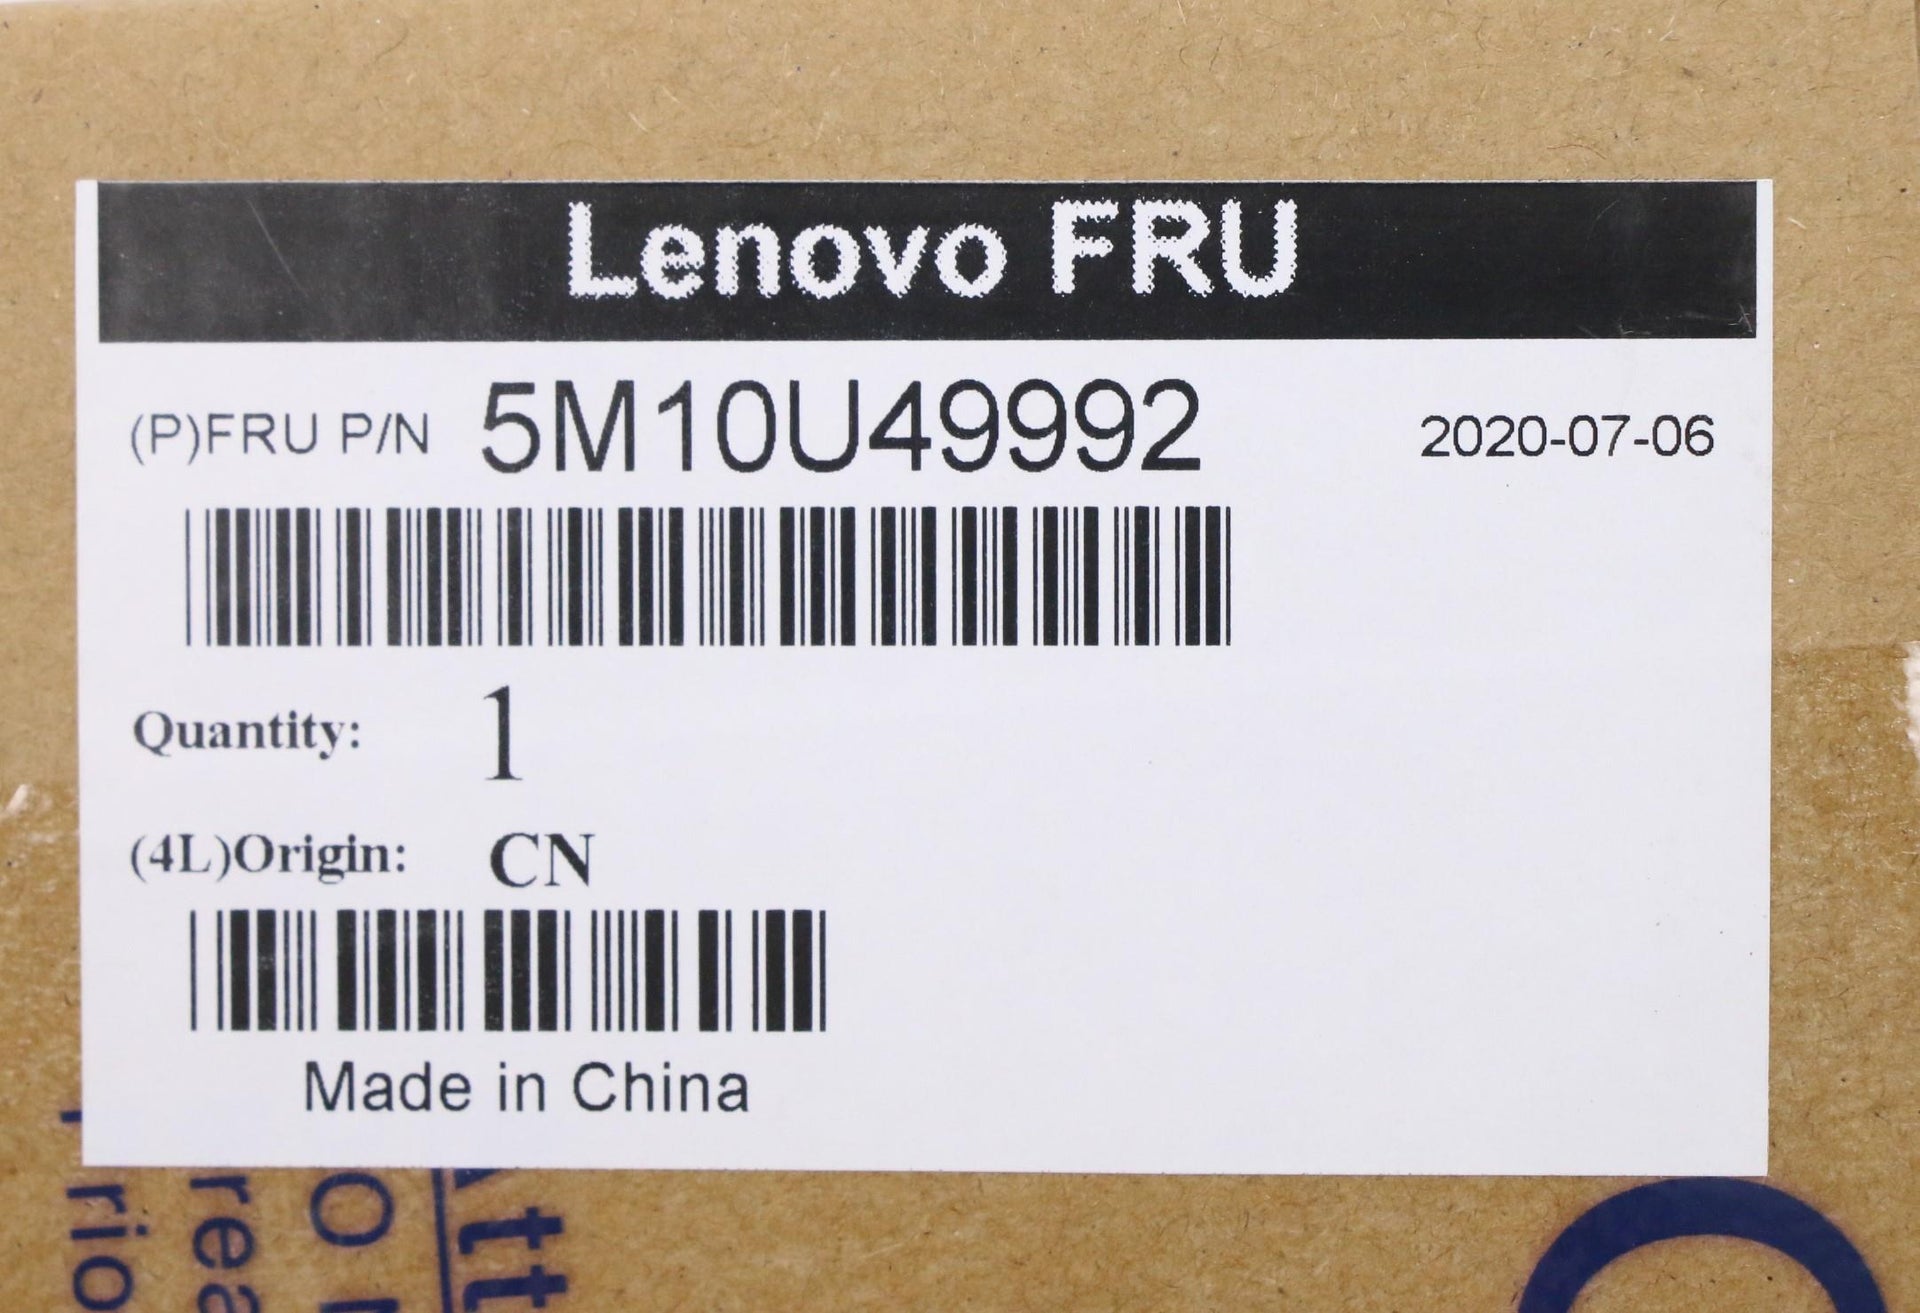 Lenovo FRU
(P)FRU P/N 5M10U49992 2020-07-06
Quantity: 1
(4L)Origin: CN
Made in China